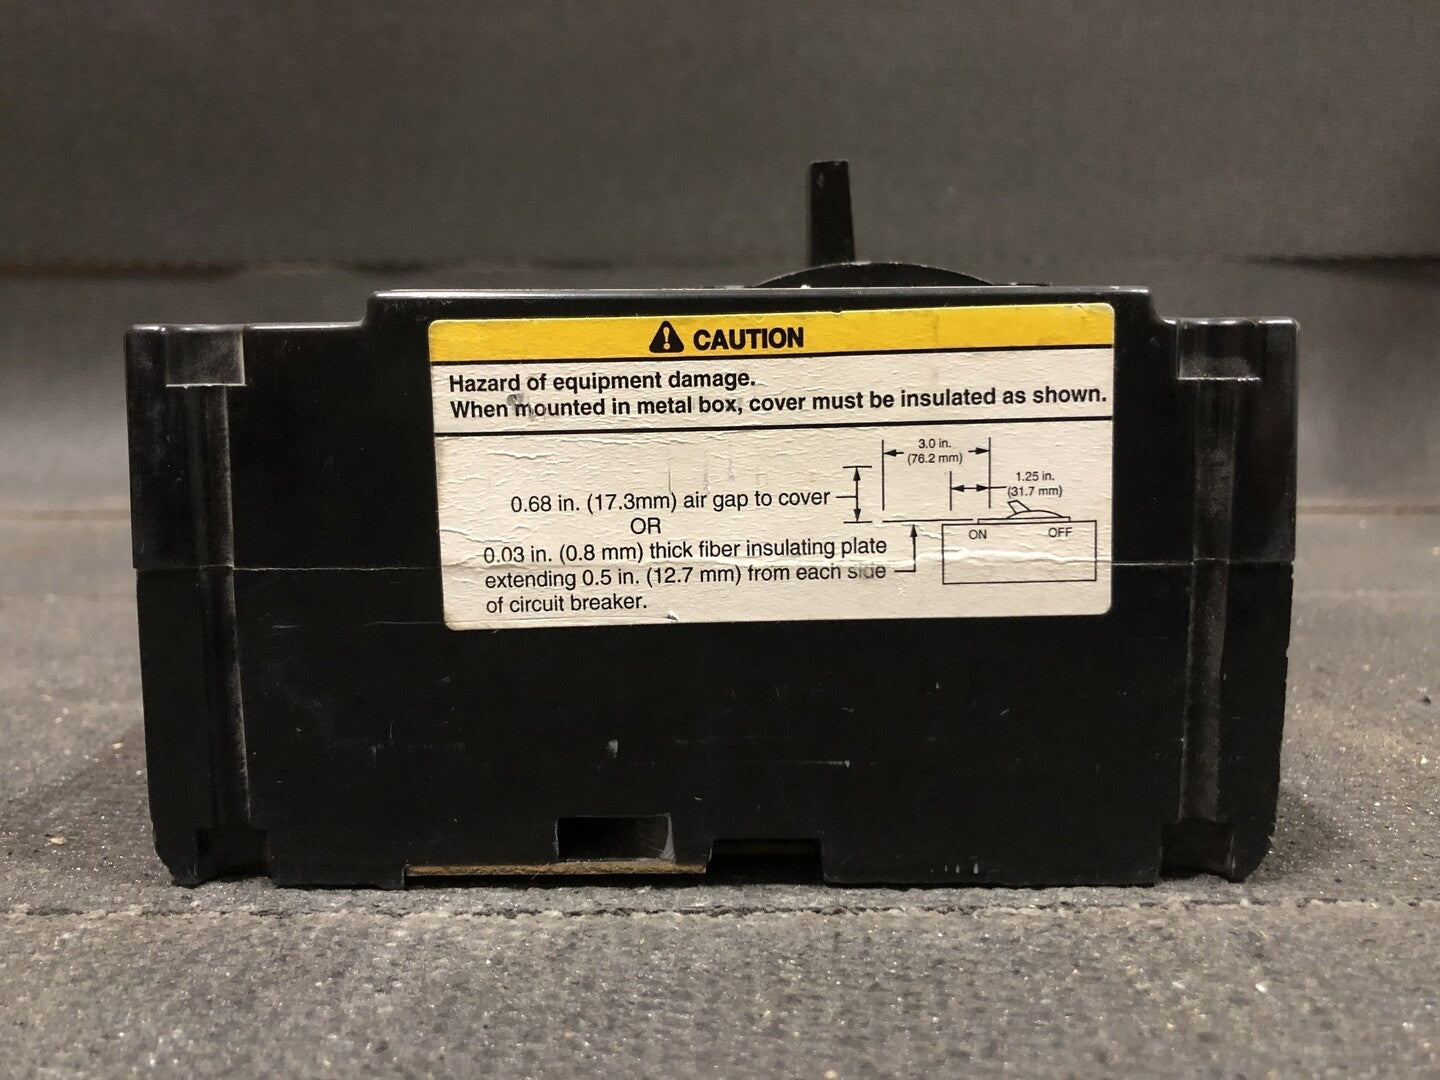 CAUTION
Hazard of equipment damage.
When mounted in metal box, cover must be insulated as shown.
3.0 in.
(76.2 mm)
1.25 in.
(31.7 mm)
0.68 in. (17.3mm) air gap to cover
OR
0.03 in. (0.8 mm) thick fiber insulating plate
extending 0.5 in. (12.7 mm) from each side
of circuit breaker.
ON OFF